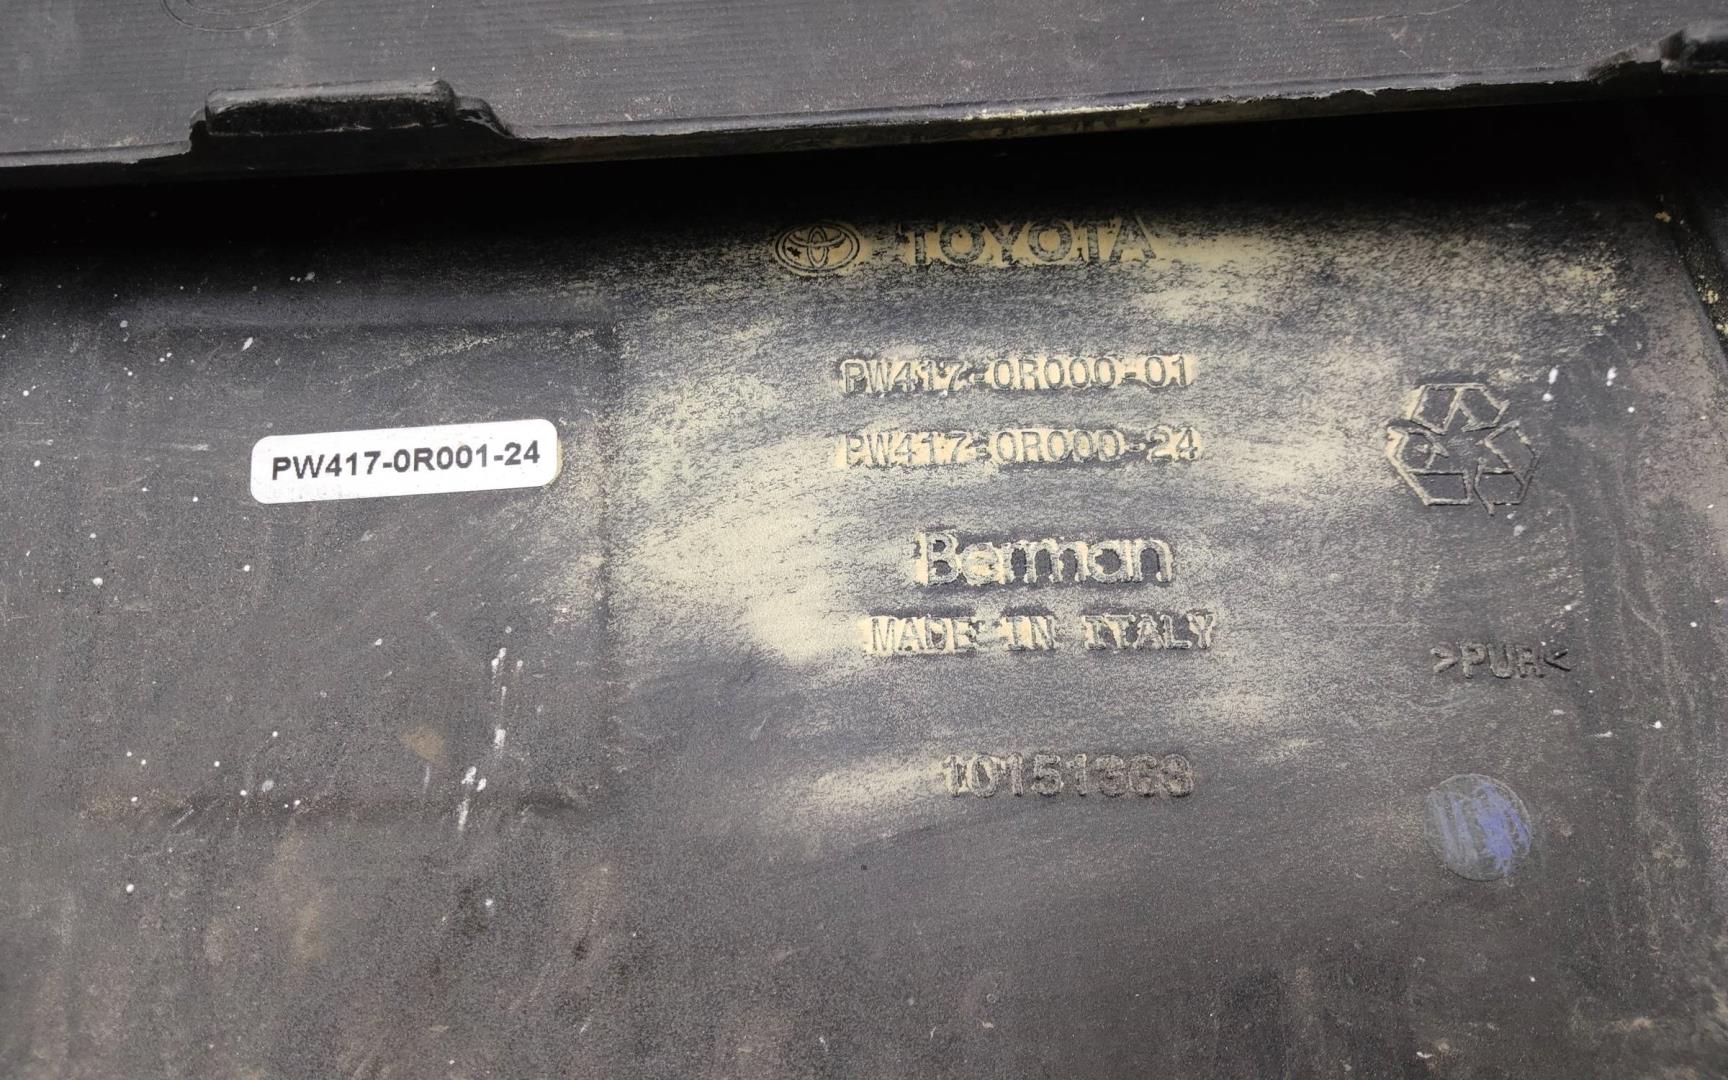 TOYOTA
PW417-0R000-01
PW417-0R000-24
PW417-0R001-24
Berman
MADE IN ITALY
>PUR<
10151363